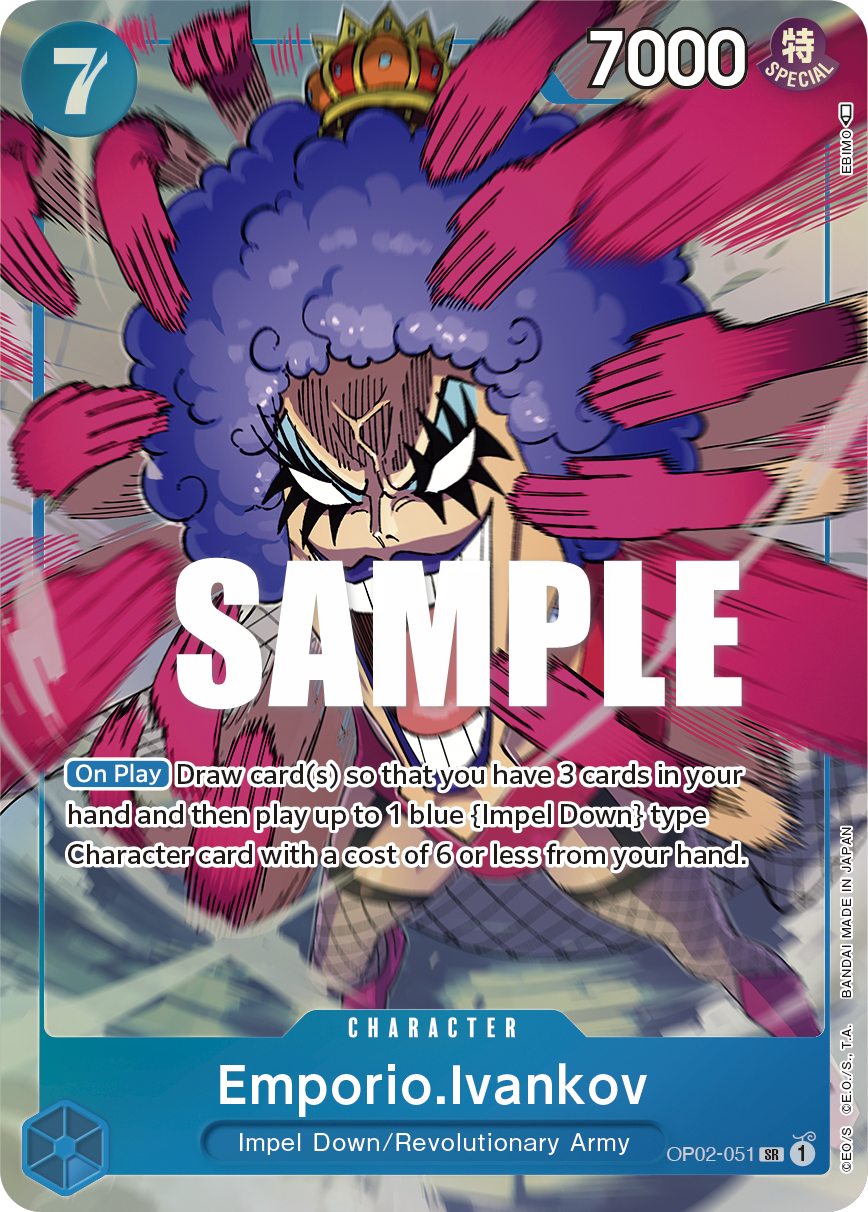 7
7000
特
SPECIAL
EBIMO
SAMPLE
On Play Draw card(s) so that you have 3 cards in your
hand and then play up to 1 blue {Impel Down} type
Character card with a cost of 6 or less from your hand.
CHARACTER
Emporio.Ivankov
Impel Down/Revolutionary Army
OP02-051 SR 1
©EO/S ©E.O./S., T.A. BANDAI MADE IN JAPAN